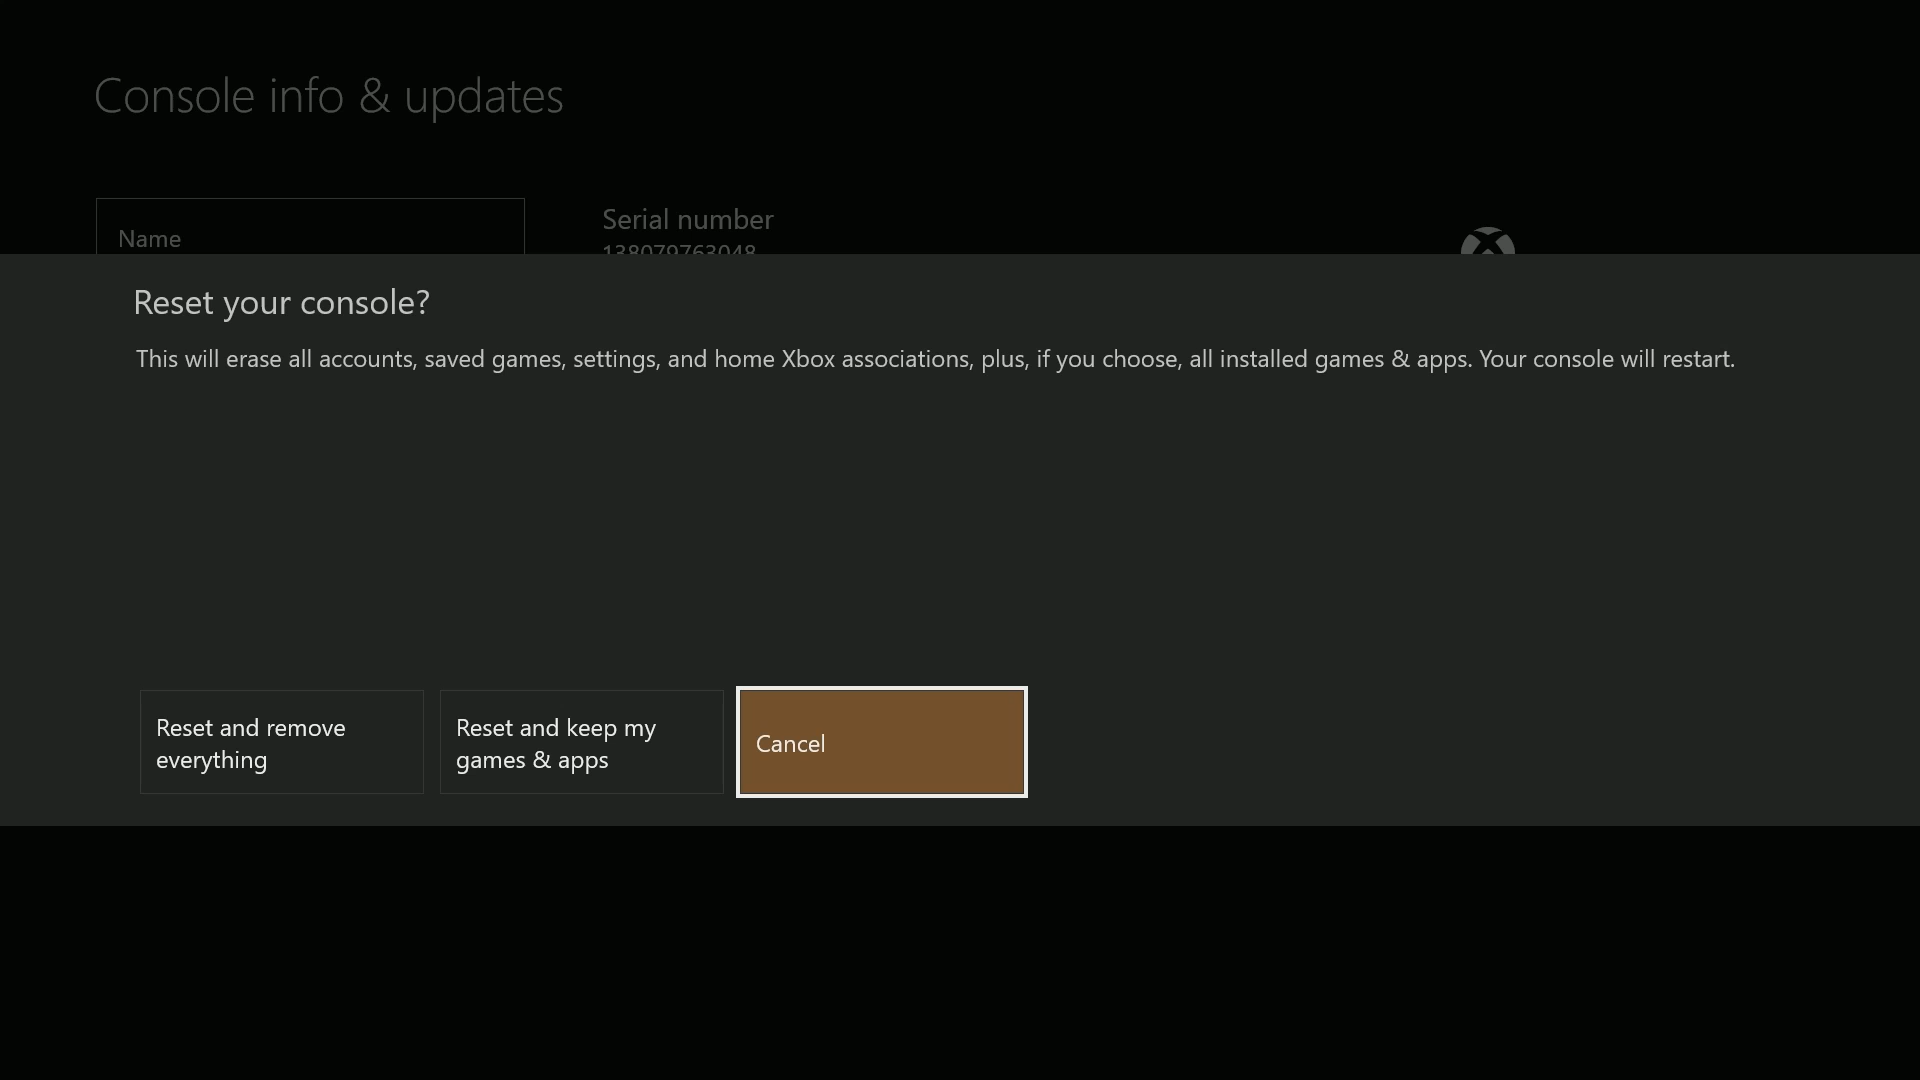 Console info & updates
Name
Serial number
138079763048
Reset your console?
This will erase all accounts, saved games, settings, and home Xbox associations, plus, if you choose, all installed games & apps. Your console will restart.
Reset and remove
everything
Reset and keep my
games & apps
Cancel